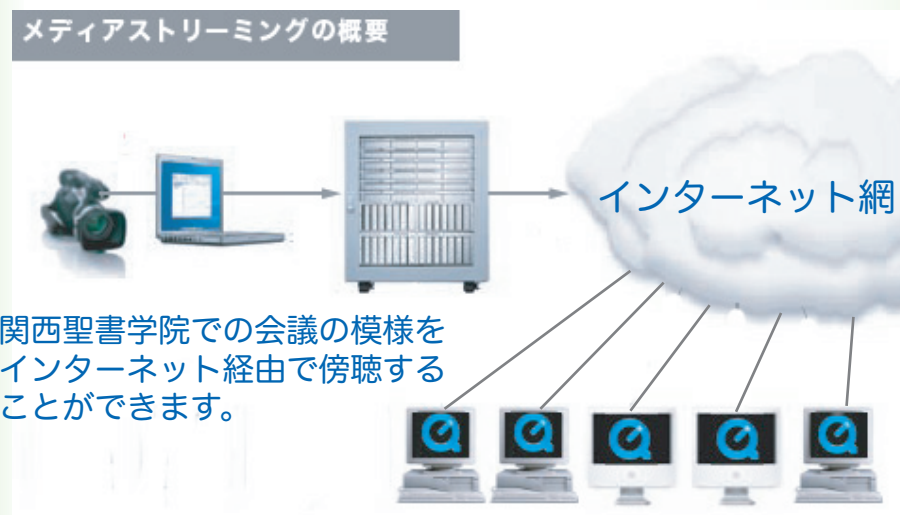 メディアストリーミングの概要
インターネット網
関西聖書学院での会議の模様を
インターネット経由で傍聴する
ことができます。